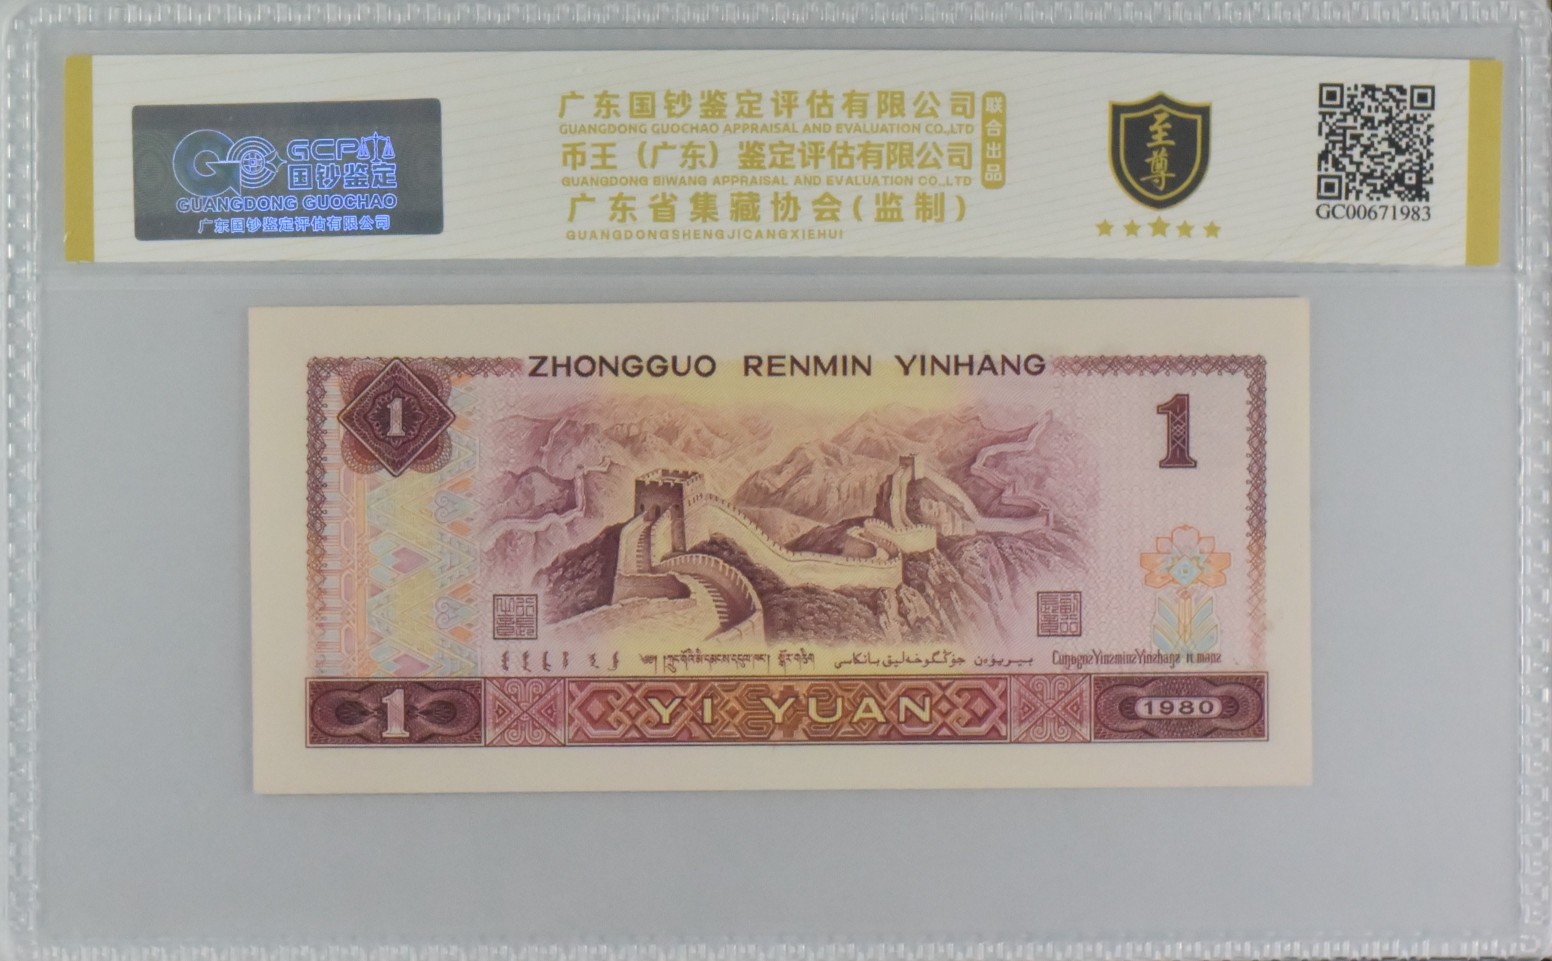 GCP
国钞鉴定
GUANGDONG GUOCHAO
广东国钞鉴定评估有限公司
广东国钞鉴定评估有限公司
GUANGDONG GUOCHAO APPRAISAL AND EVALUATION CO.,LTD
币王（广东）鉴定评估有限公司
GUANGDONG BIWANG APPRAISAL AND EVALUATION CO.,LTD
联合出品
广东省集藏协会(监制)
GUANGDONGSHENGJICANGXIEHUI
至尊
GC00671983
ZHONGGUO RENMIN YINHANG
1
1
1
YI YUAN
1980